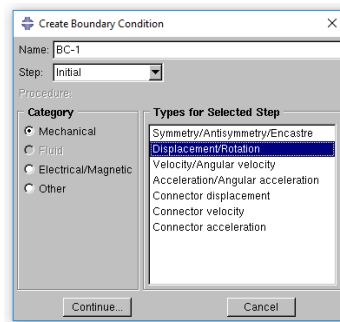 Create Boundary Condition
Name: BC-1
Step: Initial
Procedure:
Category
Mechanical
Fluid
Electrical/Magnetic
Other
Types for Selected Step
Symmetry/Antisymmetry/Encastre
Displacement/Rotation
Velocity/Angular velocity
Acceleration/Angular acceleration
Connector displacement
Connector velocity
Connector acceleration
Continue...
Cancel